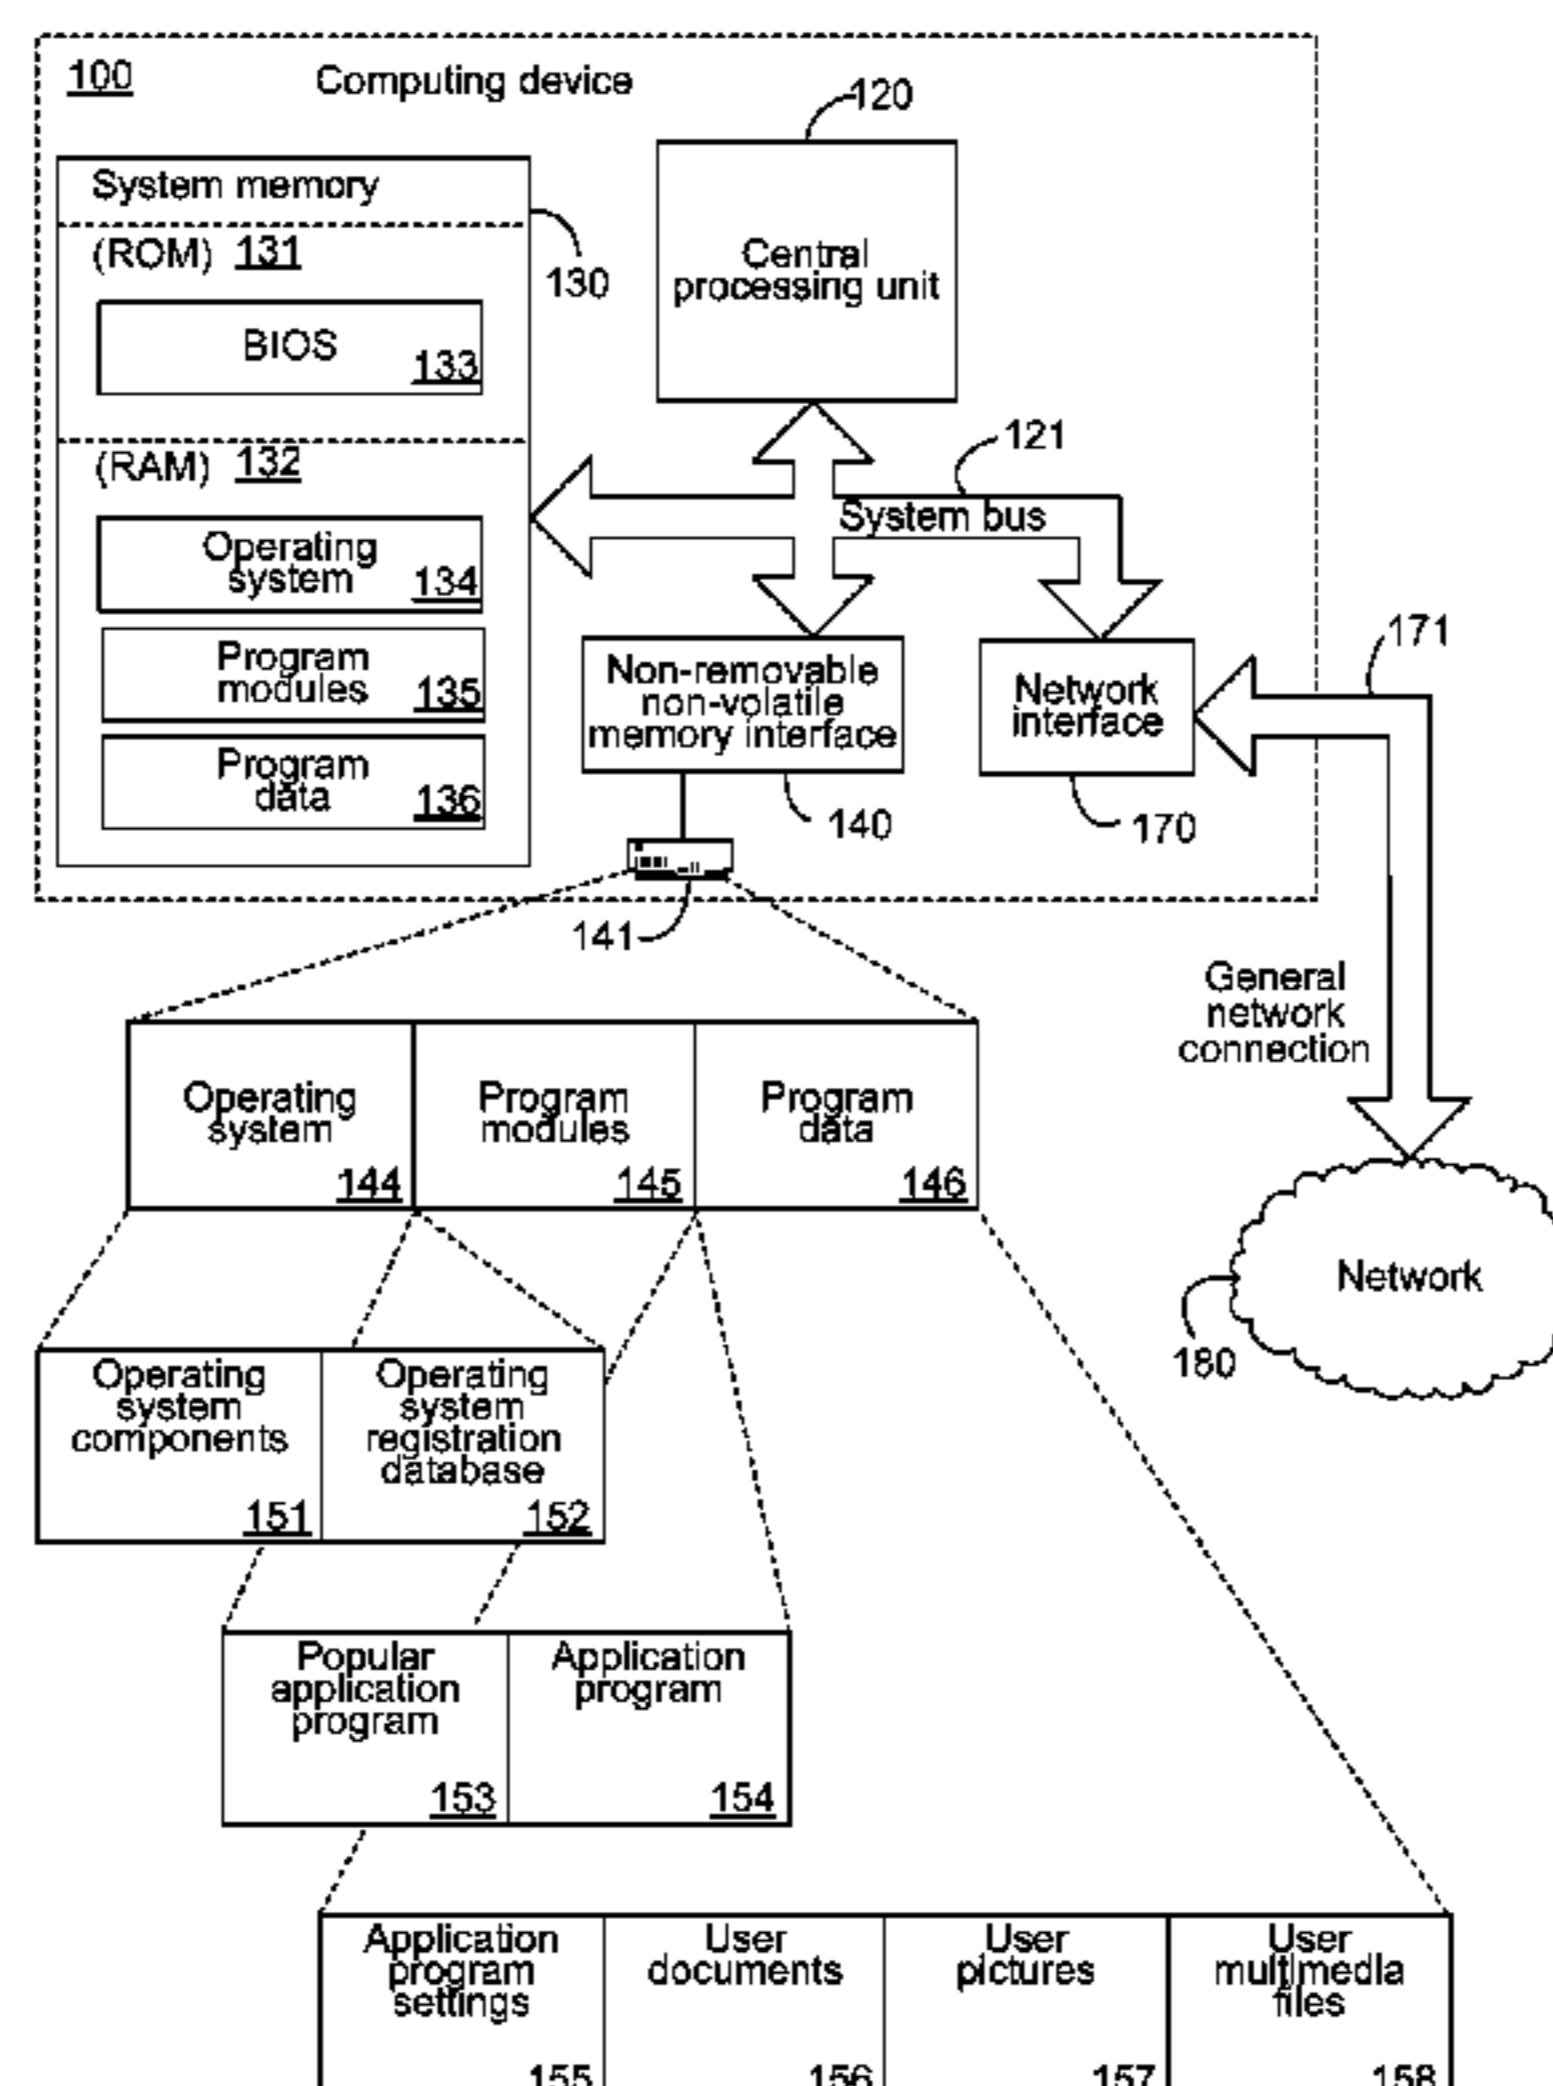 100
Computing device
120
System memory
(ROM) 131
130
Central
processing unit
BIOS
133
121
(RAM) 132
System bus
Operating
system
134
Program
modules
135
Program
data
136
Non-removable
non-volatile
memory interface
Network
interface
171
140
170
141
General
network
connection
Operating
system
144
Program
modules
145
Program
data
146
Network
180
Operating
system
components
151
Operating
system
registration
database
152
Popular
application
program
153
Application
program
154
Application
program
settings
155
User
documents
156
User
pictures
157
User
multimedia
files
158